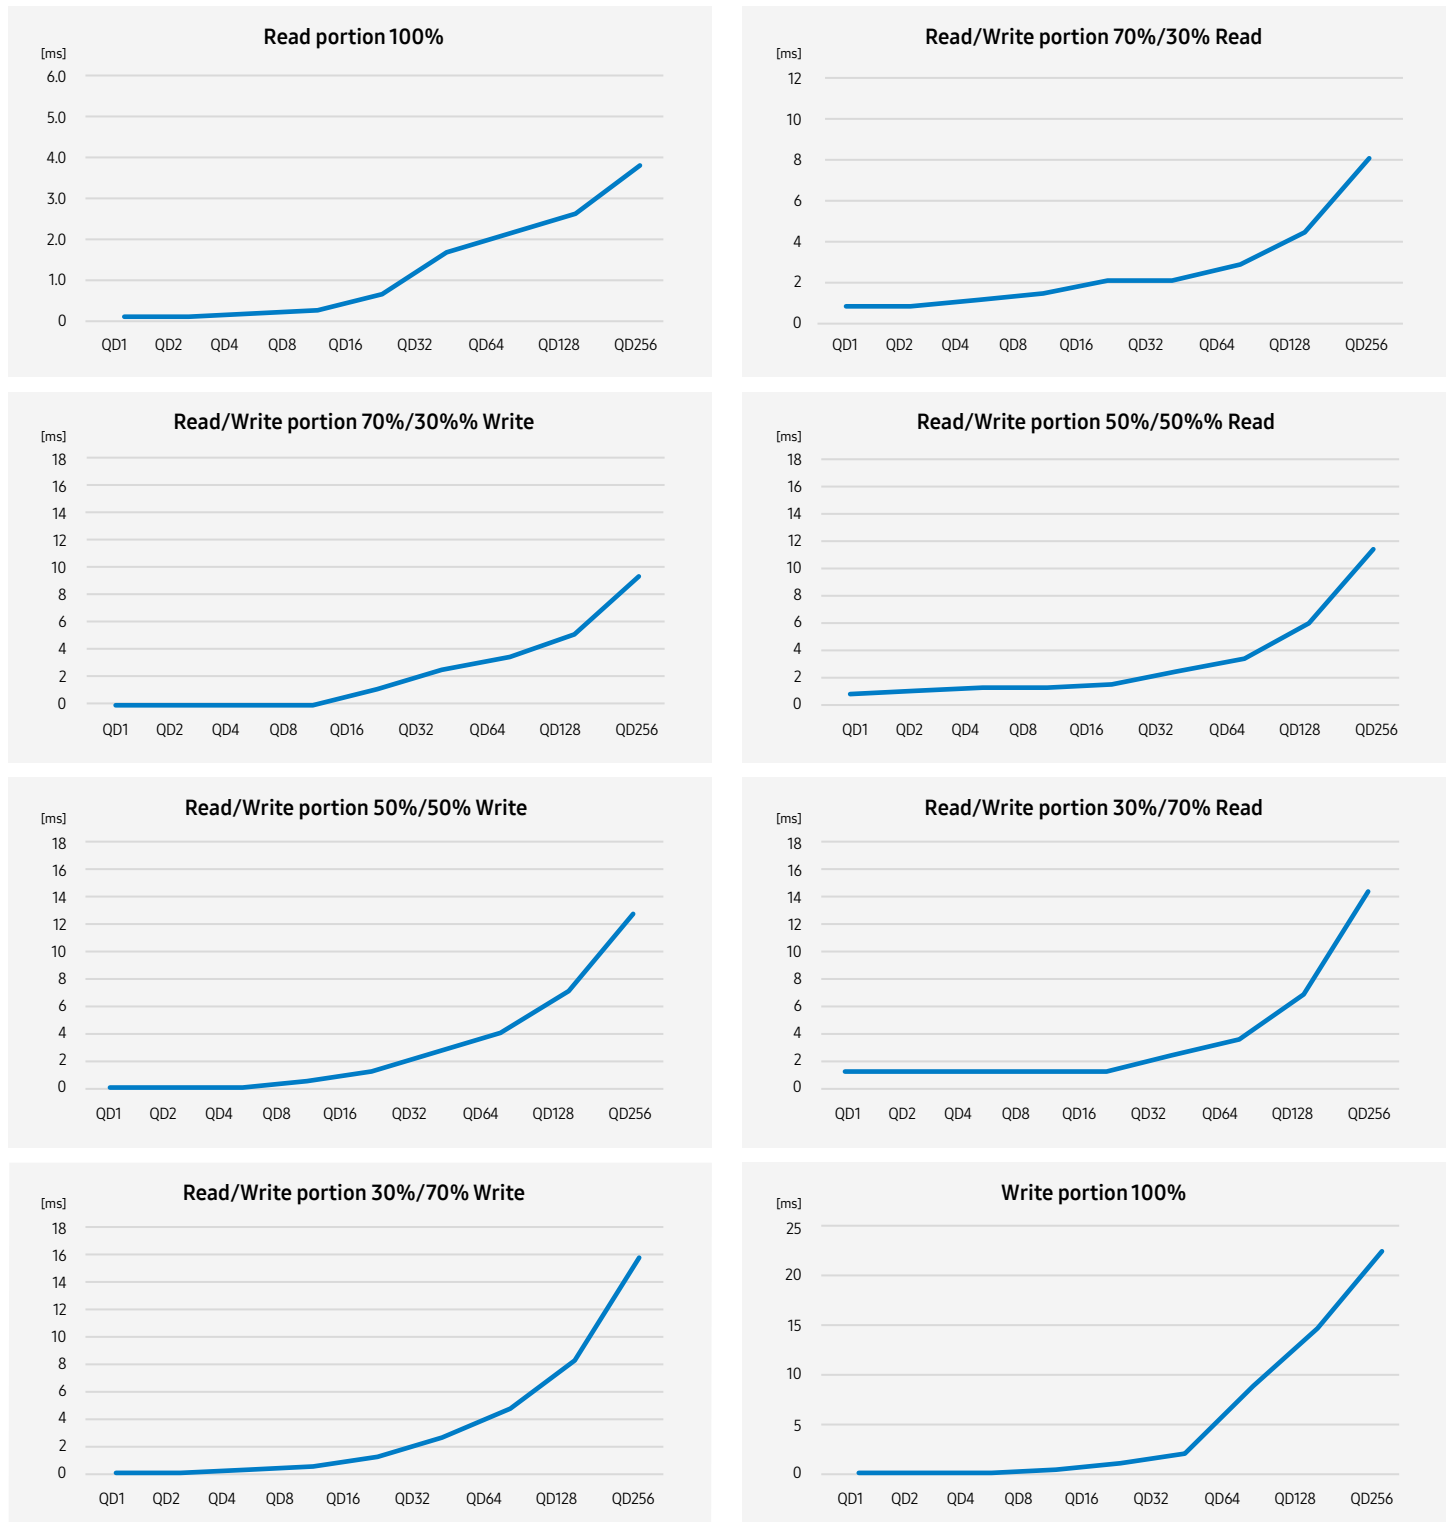 Read portion 100%
[ms]
6.0
5.0
4.0
3.0
2.0
1.0
0
QD1 QD2 QD4 QD8 QD16 QD32 QD64 QD128 QD256
Read/Write portion 70%/30% Read
[ms]
12
10
8
6
4
2
0
QD1 QD2 QD4 QD8 QD16 QD32 QD64 QD128 QD256
Read/Write portion 70%/30%% Write
[ms]
18
16
14
12
10
8
6
4
2
0
QD1 QD2 QD4 QD8 QD16 QD32 QD64 QD128 QD256
Read/Write portion 50%/50%% Read
[ms]
18
16
14
12
10
8
6
4
2
0
QD1 QD2 QD4 QD8 QD16 QD32 QD64 QD128 QD256
Read/Write portion 50%/50% Write
[ms]
18
16
14
12
10
8
6
4
2
0
QD1 QD2 QD4 QD8 QD16 QD32 QD64 QD128 QD256
Read/Write portion 30%/70% Read
[ms]
18
16
14
12
10
8
6
4
2
0
QD1 QD2 QD4 QD8 QD16 QD32 QD64 QD128 QD256
Read/Write portion 30%/70% Write
[ms]
18
16
14
12
10
8
6
4
2
0
QD1 QD2 QD4 QD8 QD16 QD32 QD64 QD128 QD256
Write portion 100%
[ms]
25
20
15
10
5
0
QD1 QD2 QD4 QD8 QD16 QD32 QD64 QD128 QD256